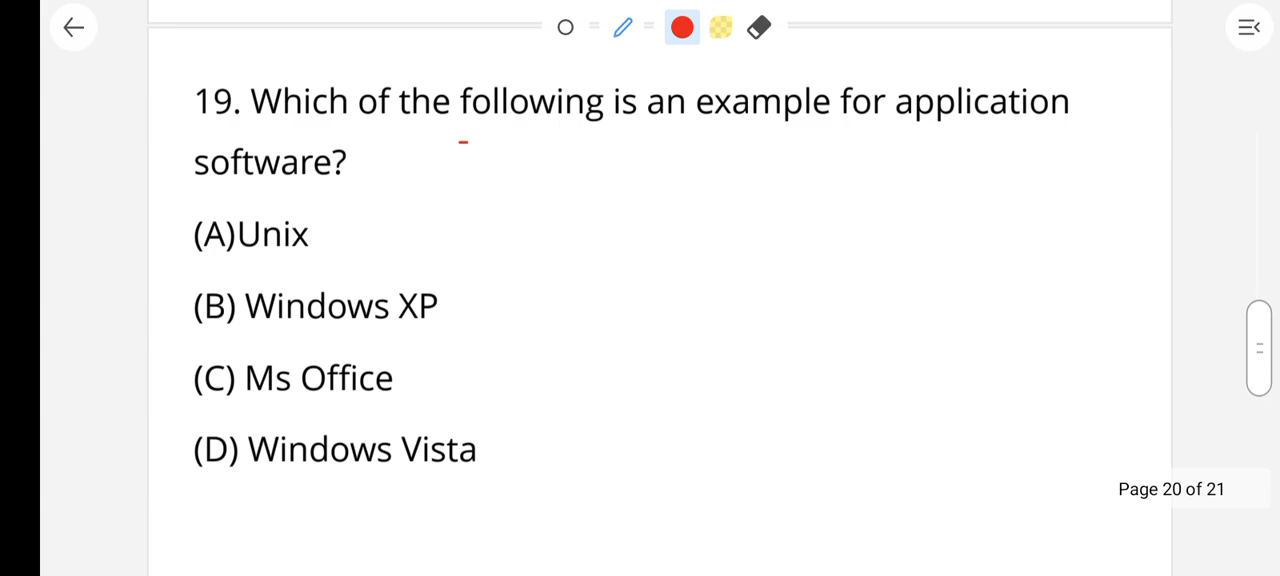 19. Which of the following is an example for application
software?
(A)Unix
(B) Windows XP
(C) Ms Office
(D) Windows Vista
Page 20 of 21